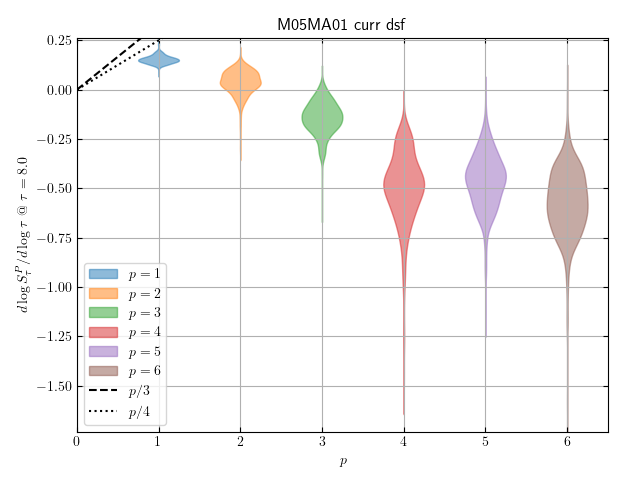 M05MA01 curr dsf
d log S_τ^P / d log τ @ τ = 8.0
0.25
0.00
−0.25
−0.50
−0.75
−1.00
−1.25
−1.50
p = 1
p = 2
p = 3
p = 4
p = 5
p = 6
p/3
p/4
0 1 2 3 4 5 6
p